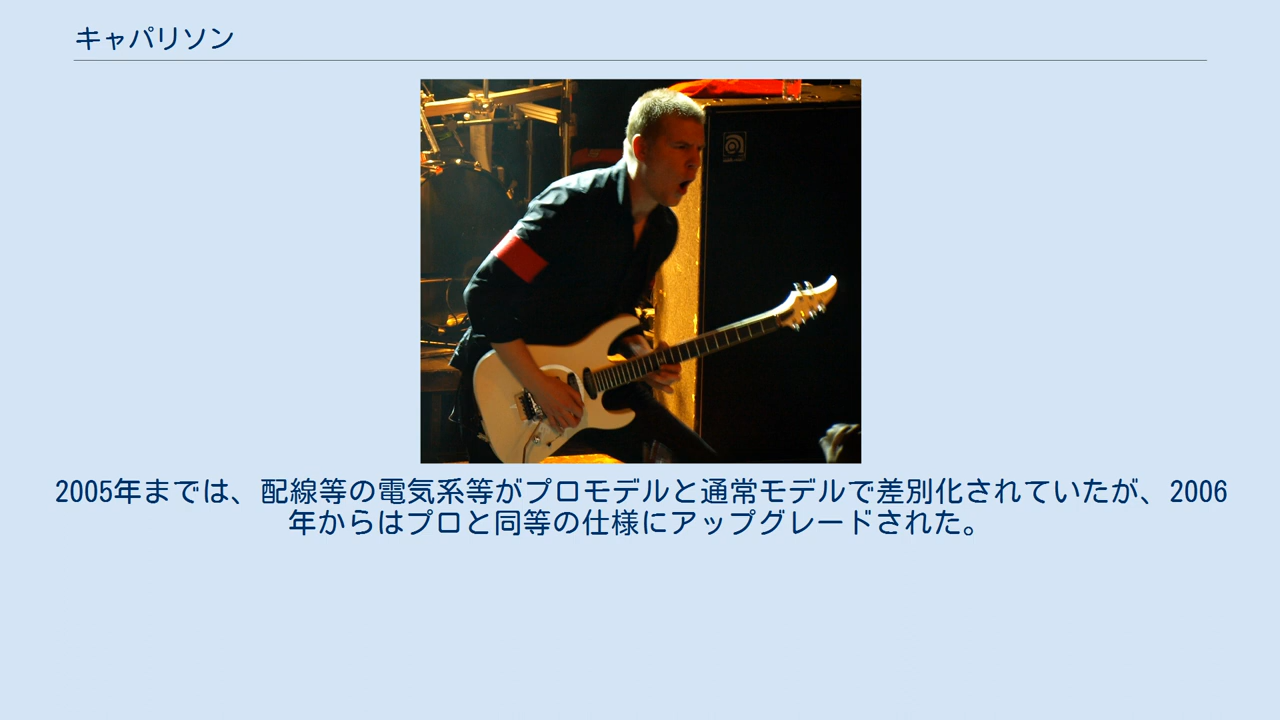 キャパリソン
2005年までは、配線等の電気系等がプロモデルと通常モデルで差別化されていたが、2006
年からはプロと同等の仕様にアップグレードされた。